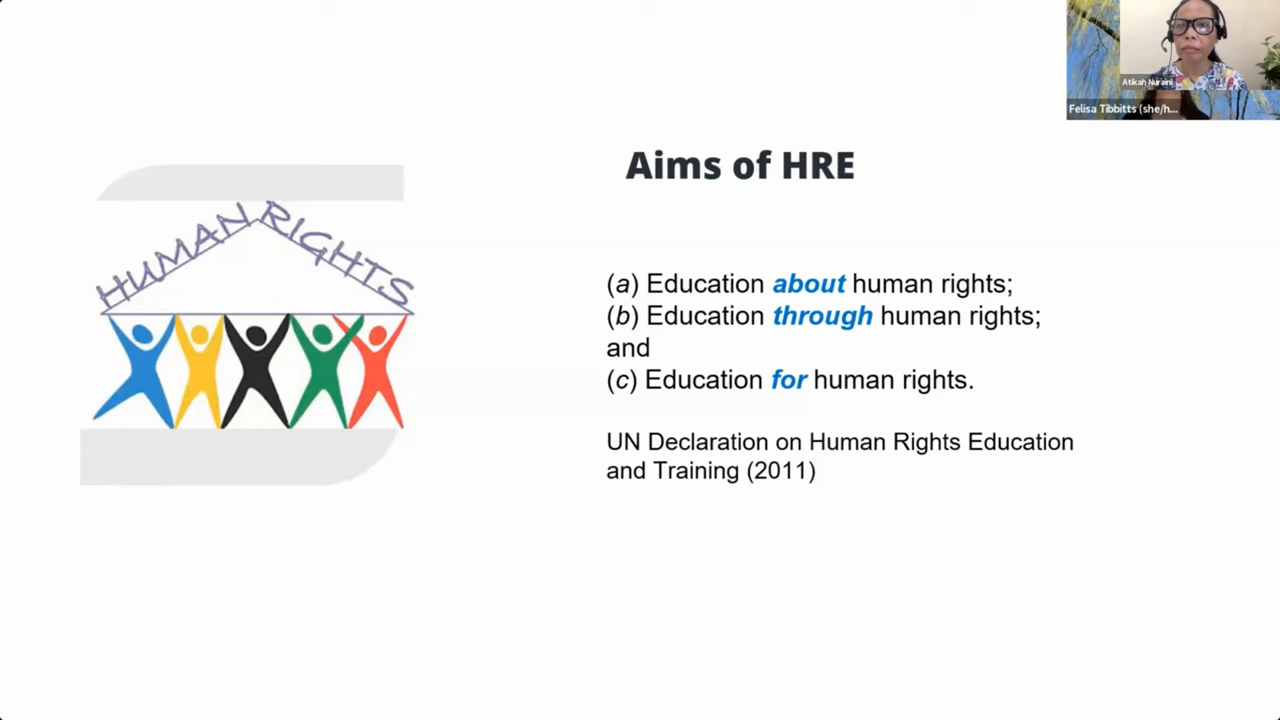 Atikah Nuraini
Felisa Tibbitts (she/h...
Aims of HRE
HUMAN RIGHTS
(a) Education about human rights;
(b) Education through human rights;
and
(c) Education for human rights.
UN Declaration on Human Rights Education
and Training (2011)